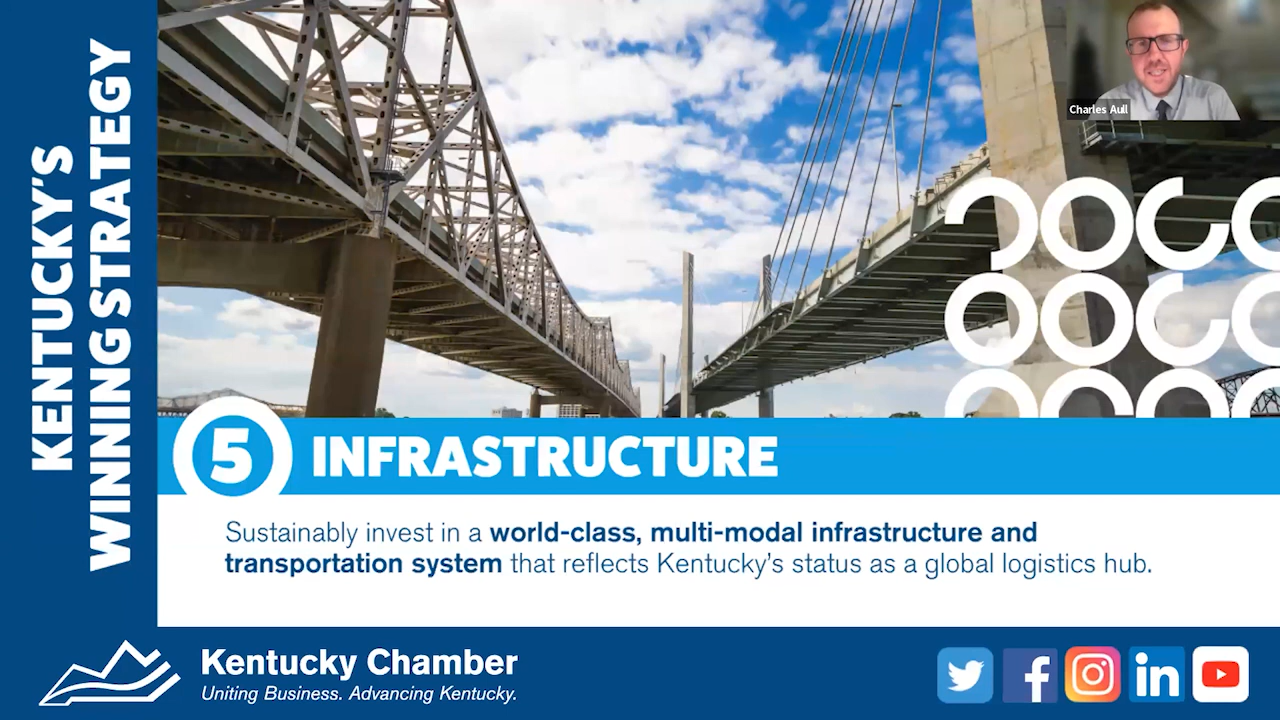 KENTUCKY'S
WINNING STRATEGY
Charles Aull
5 INFRASTRUCTURE
Sustainably invest in a world-class, multi-modal infrastructure and
transportation system that reflects Kentucky's status as a global logistics hub.
Kentucky Chamber
Uniting Business. Advancing Kentucky.
f
in